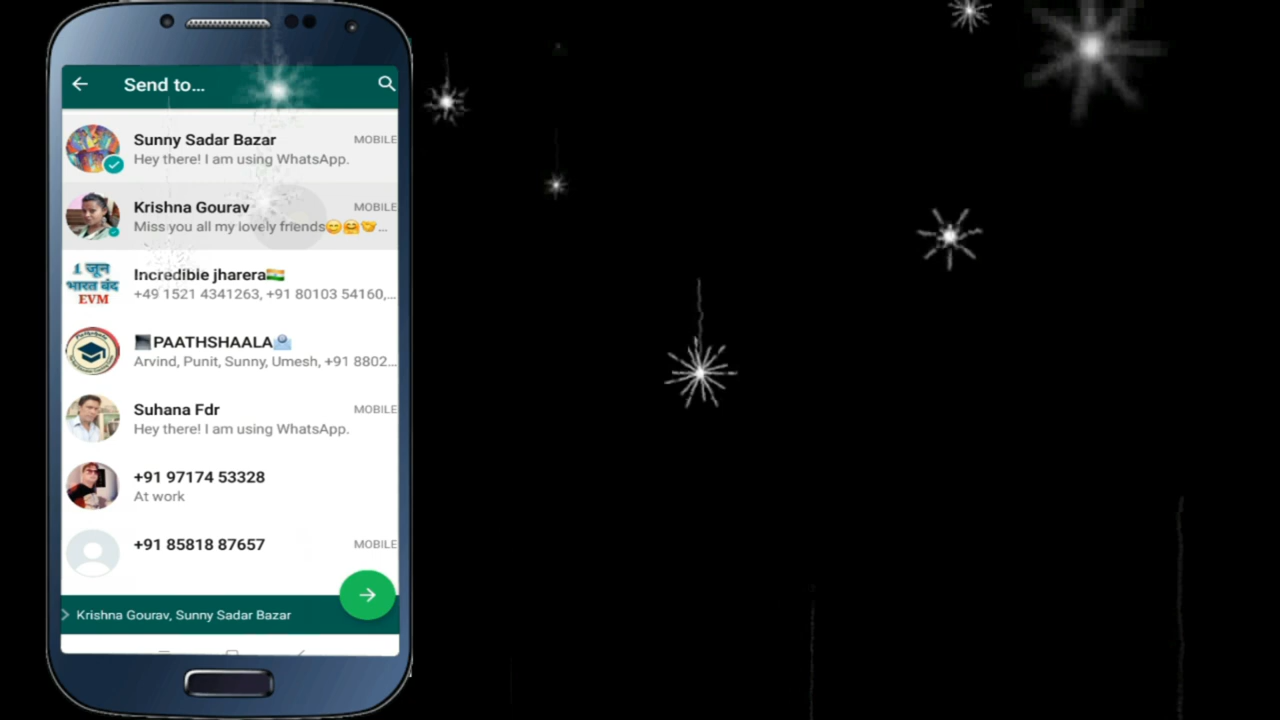 Send to...
Sunny Sadar Bazar MOBILE
Hey there! I am using WhatsApp.
Krishna Gourav MOBILE
Miss you all my lovely friends😊🤗🤝...
1 जून
भारत बंद
EVM
Incredible jharera🇮🇳
+49 1521 4341263, +91 80103 54160,...
PAATHSHAALA
Arvind, Punit, Sunny, Umesh, +91 8802...
Suhana Fdr MOBILE
Hey there! I am using WhatsApp.
+91 97174 53328
At work
+91 85818 87657 MOBILE
Krishna Gourav, Sunny Sadar Bazar